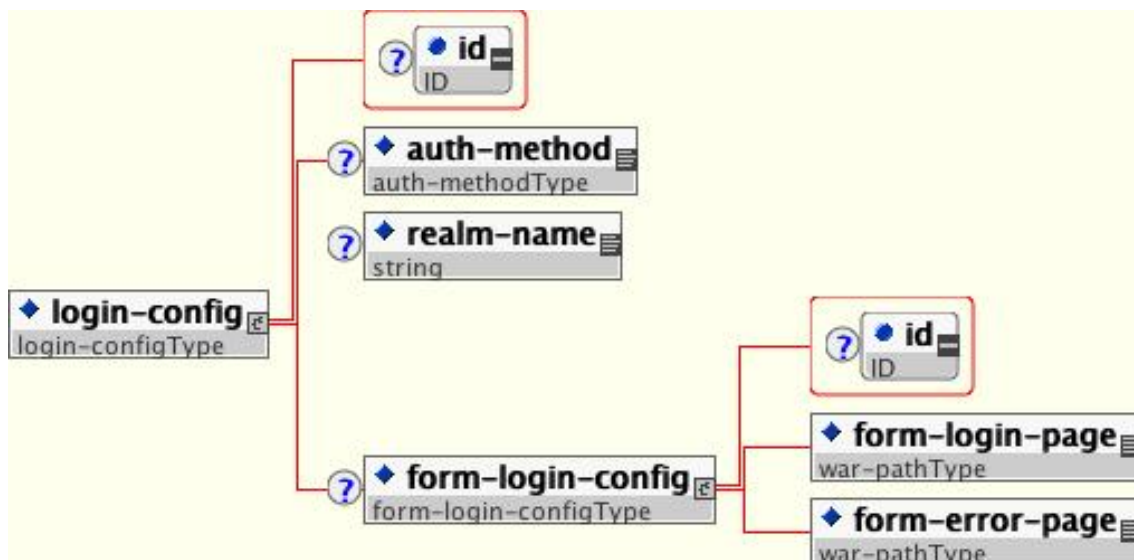 ? id
ID
? auth-method
auth-methodType
? realm-name
string
login-config
login-configType
? id
ID
? form-login-config
form-login-configType
form-login-page
war-pathType
form-error-page
war-pathType